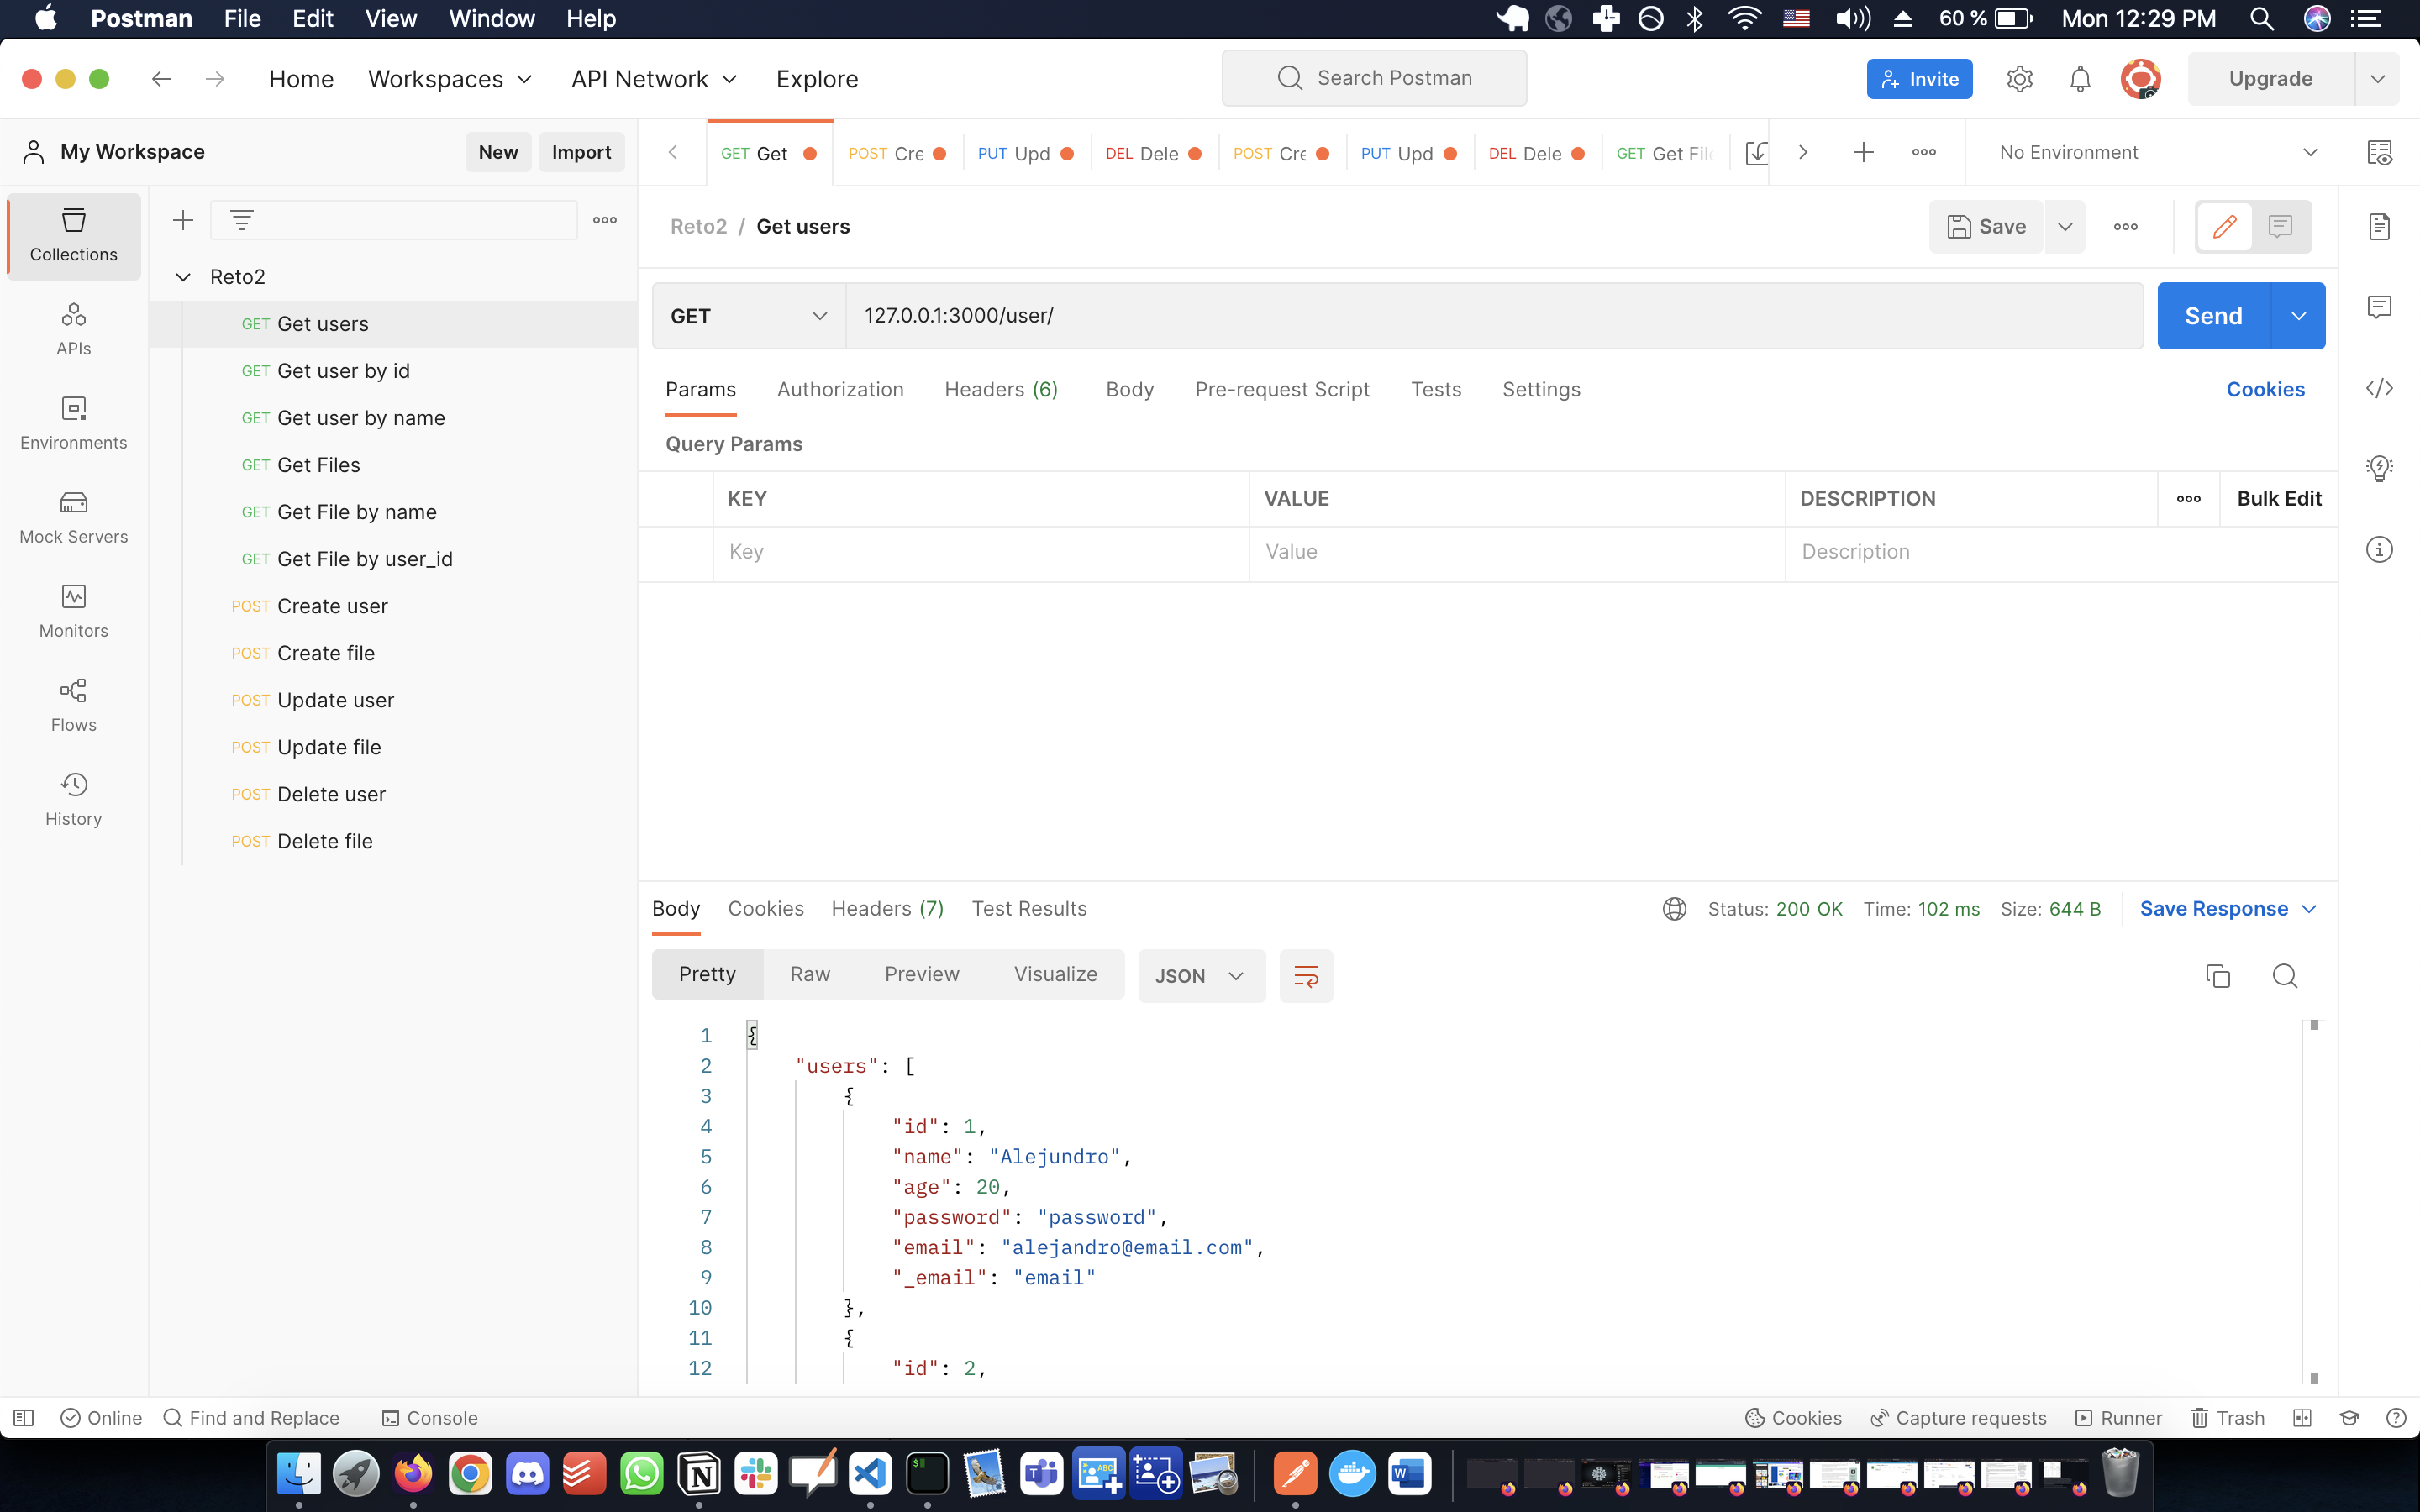 Postman File Edit View Window Help 60 % Mon 12:29 PM
Home Workspaces API Network Explore Search Postman Invite Upgrade
My Workspace New Import GET Get POST Cre PUT Upd DEL Dele POST Cre PUT Upd DEL Dele GET Get Fil No Environment
Collections
APIs
Environments
Mock Servers
Monitors
Flows
History
Reto2
GET Get users
GET Get user by id
GET Get user by name
GET Get Files
GET Get File by name
GET Get File by user_id
POST Create user
POST Create file
POST Update user
POST Update file
POST Delete user
POST Delete file
Reto2 / Get users Save
GET 127.0.0.1:3000/user/ Send
Params Authorization Headers (6) Body Pre-request Script Tests Settings Cookies
Query Params
KEY VALUE DESCRIPTION Bulk Edit
Key Value Description
Body Cookies Headers (7) Test Results Status: 200 OK Time: 102 ms Size: 644 B Save Response
Pretty Raw Preview Visualize JSON
1 {
2 "users": [
3 {
4 "id": 1,
5 "name": "Alejundro",
6 "age": 20,
7 "password": "password",
8 "email": "alejandro@email.com",
9 "_email": "email"
10 },
11 {
12 "id": 2,
Online Find and Replace Console Cookies Capture requests Runner Trash